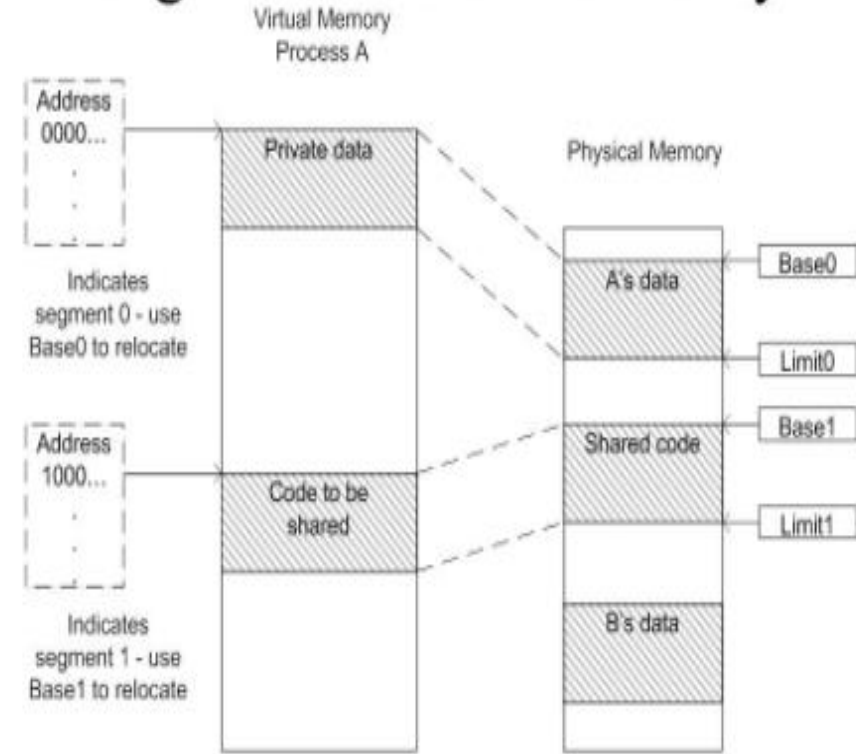 Virtual Memory
Process A
Address
0000...
.
.
.
Indicates
segment 0 - use
Base0 to relocate
Private data
Address
1000...
.
.
.
Indicates
segment 1 - use
Base1 to relocate
Code to be
shared
Physical Memory
A's data
Shared code
B's data
Base0
Limit0
Base1
Limit1